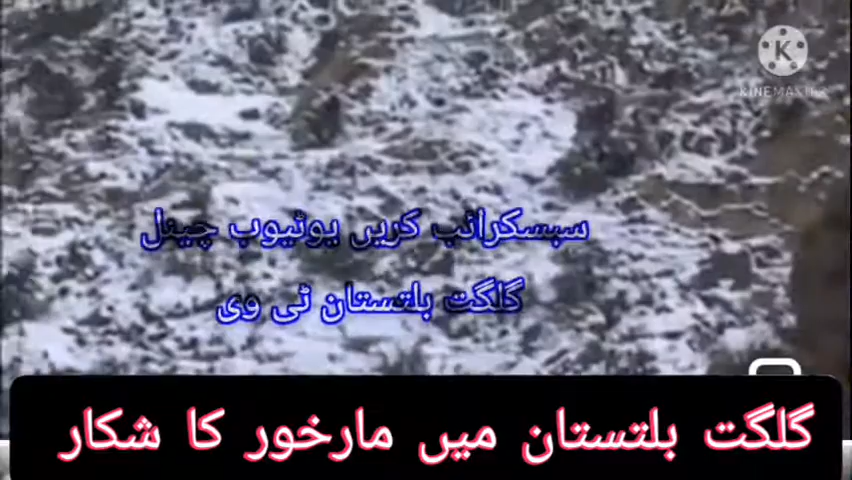 KINEMASTER
سبسکرائب کریں یوٹیوب چینل
گلگت بلتستان ٹی وی
گلگت بلتستان میں مارخور کا شکار